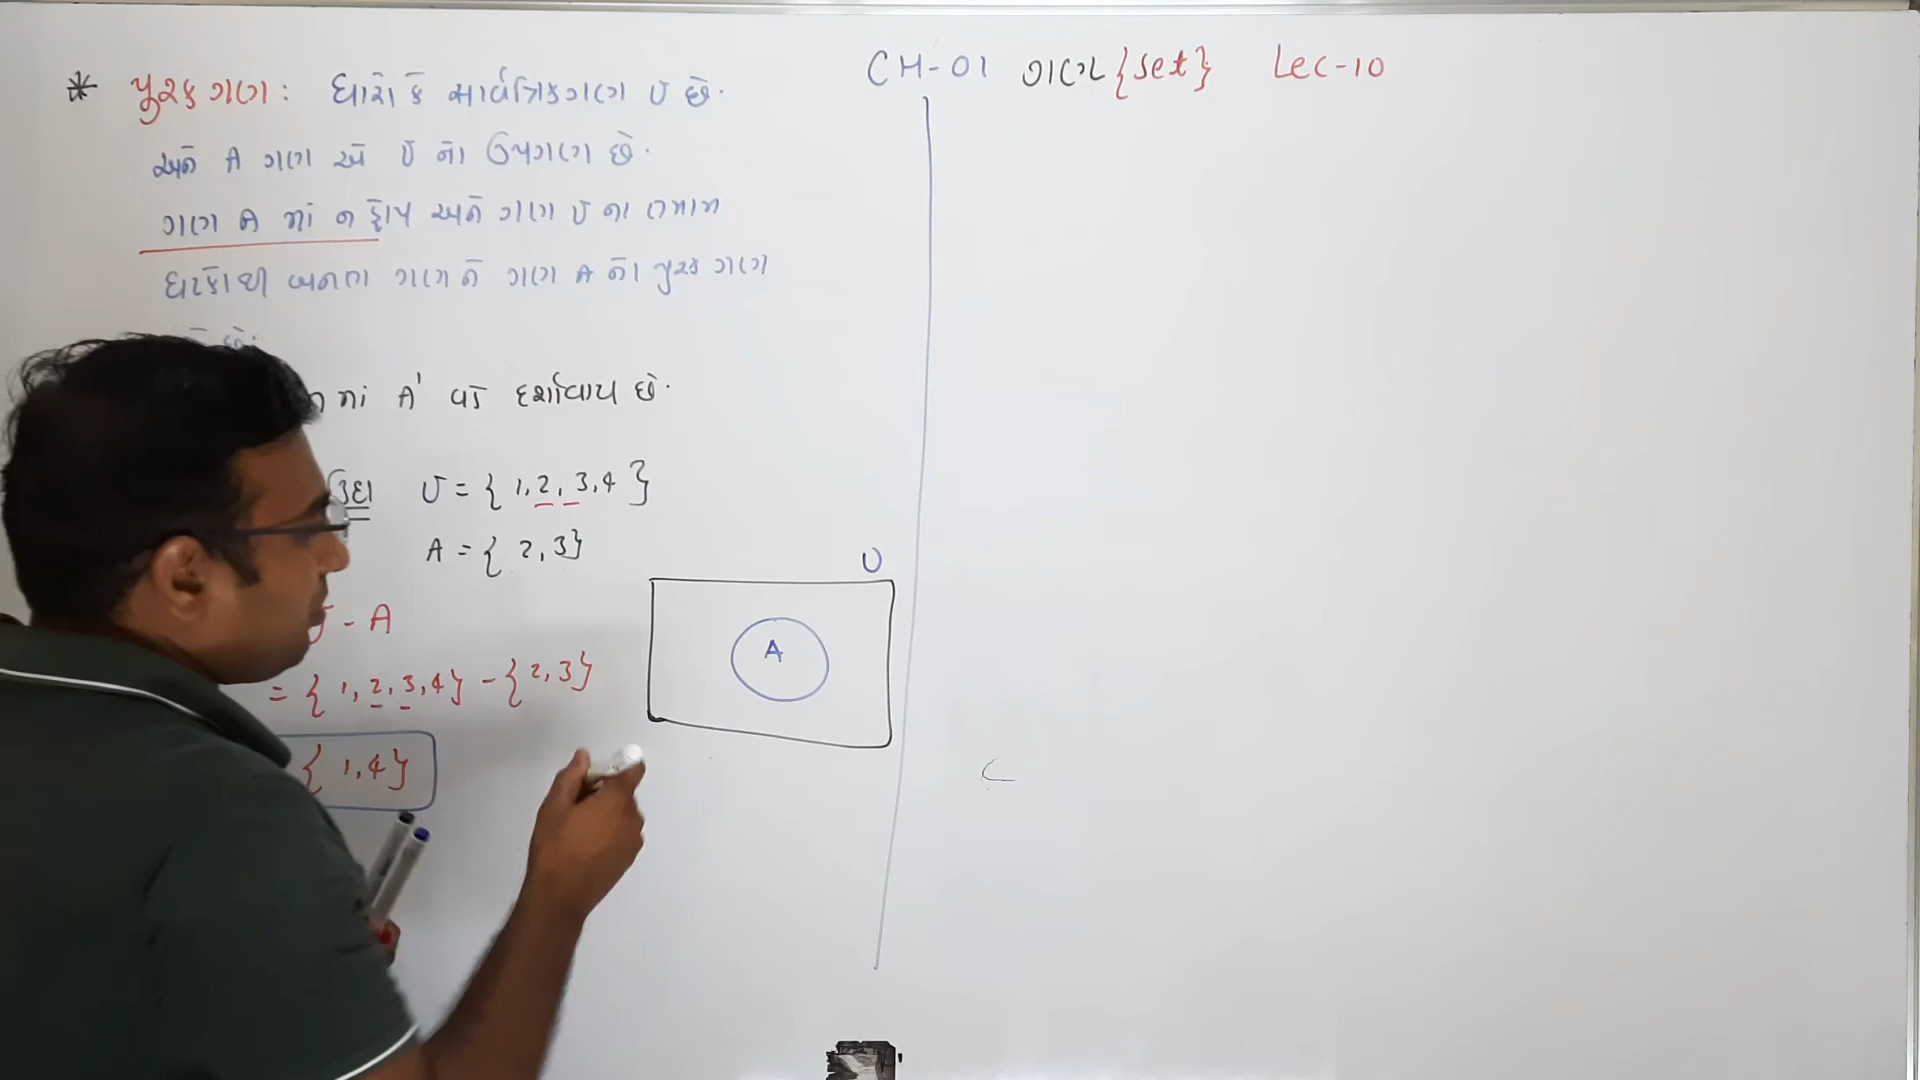 CH-01 ગણ {Set} Lec-10
* પુરક ગણ : ધારો કે સાર્વત્રિકગણ U છે.
અને A ગણ એ U નો ઉપગણ છે.
ગણ A માં ન હોય અને ગણ U ના તમામ
ઘટકોથી બનતા ગણ ને ગણ A નો પુરક ગણ
છે.
માં A' વડે દર્શાવાય છે.
ઉદા U = { 1, 2, 3, 4 }
A = { 2, 3}
U
A
- A
= { 1, 2, 3, 4} - {2, 3}
{ 1, 4}